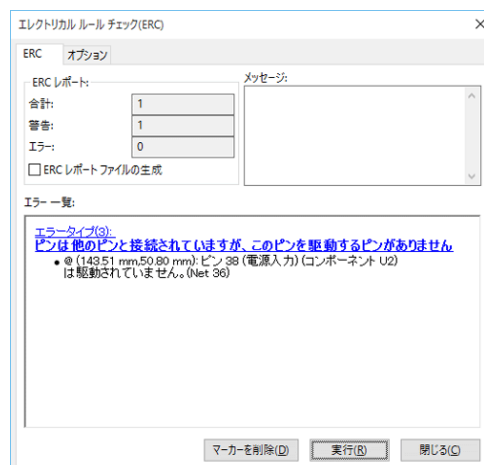 エレクトリカル ルール チェック(ERC)
ERC
オプション
ERC レポート:
メッセージ:
合計:
1
警告:
1
エラー:
0
ERC レポート ファイルの生成
エラー 一覧:
エラータイプ(3):
ピンは他のピンと接続されていますが、このピンを駆動するピンがありません
• @ (143.51 mm,50.80 mm): ピン 38 (電源入力) (コンポーネント U2)
は駆動されていません。(Net 36)
マーカーを削除(D)
実行(R)
閉じる(C)